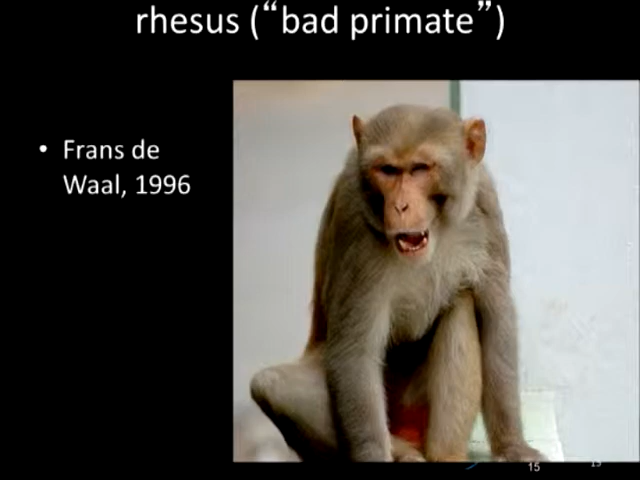 rhesus (“bad primate”)
• Frans de
Waal, 1996
15